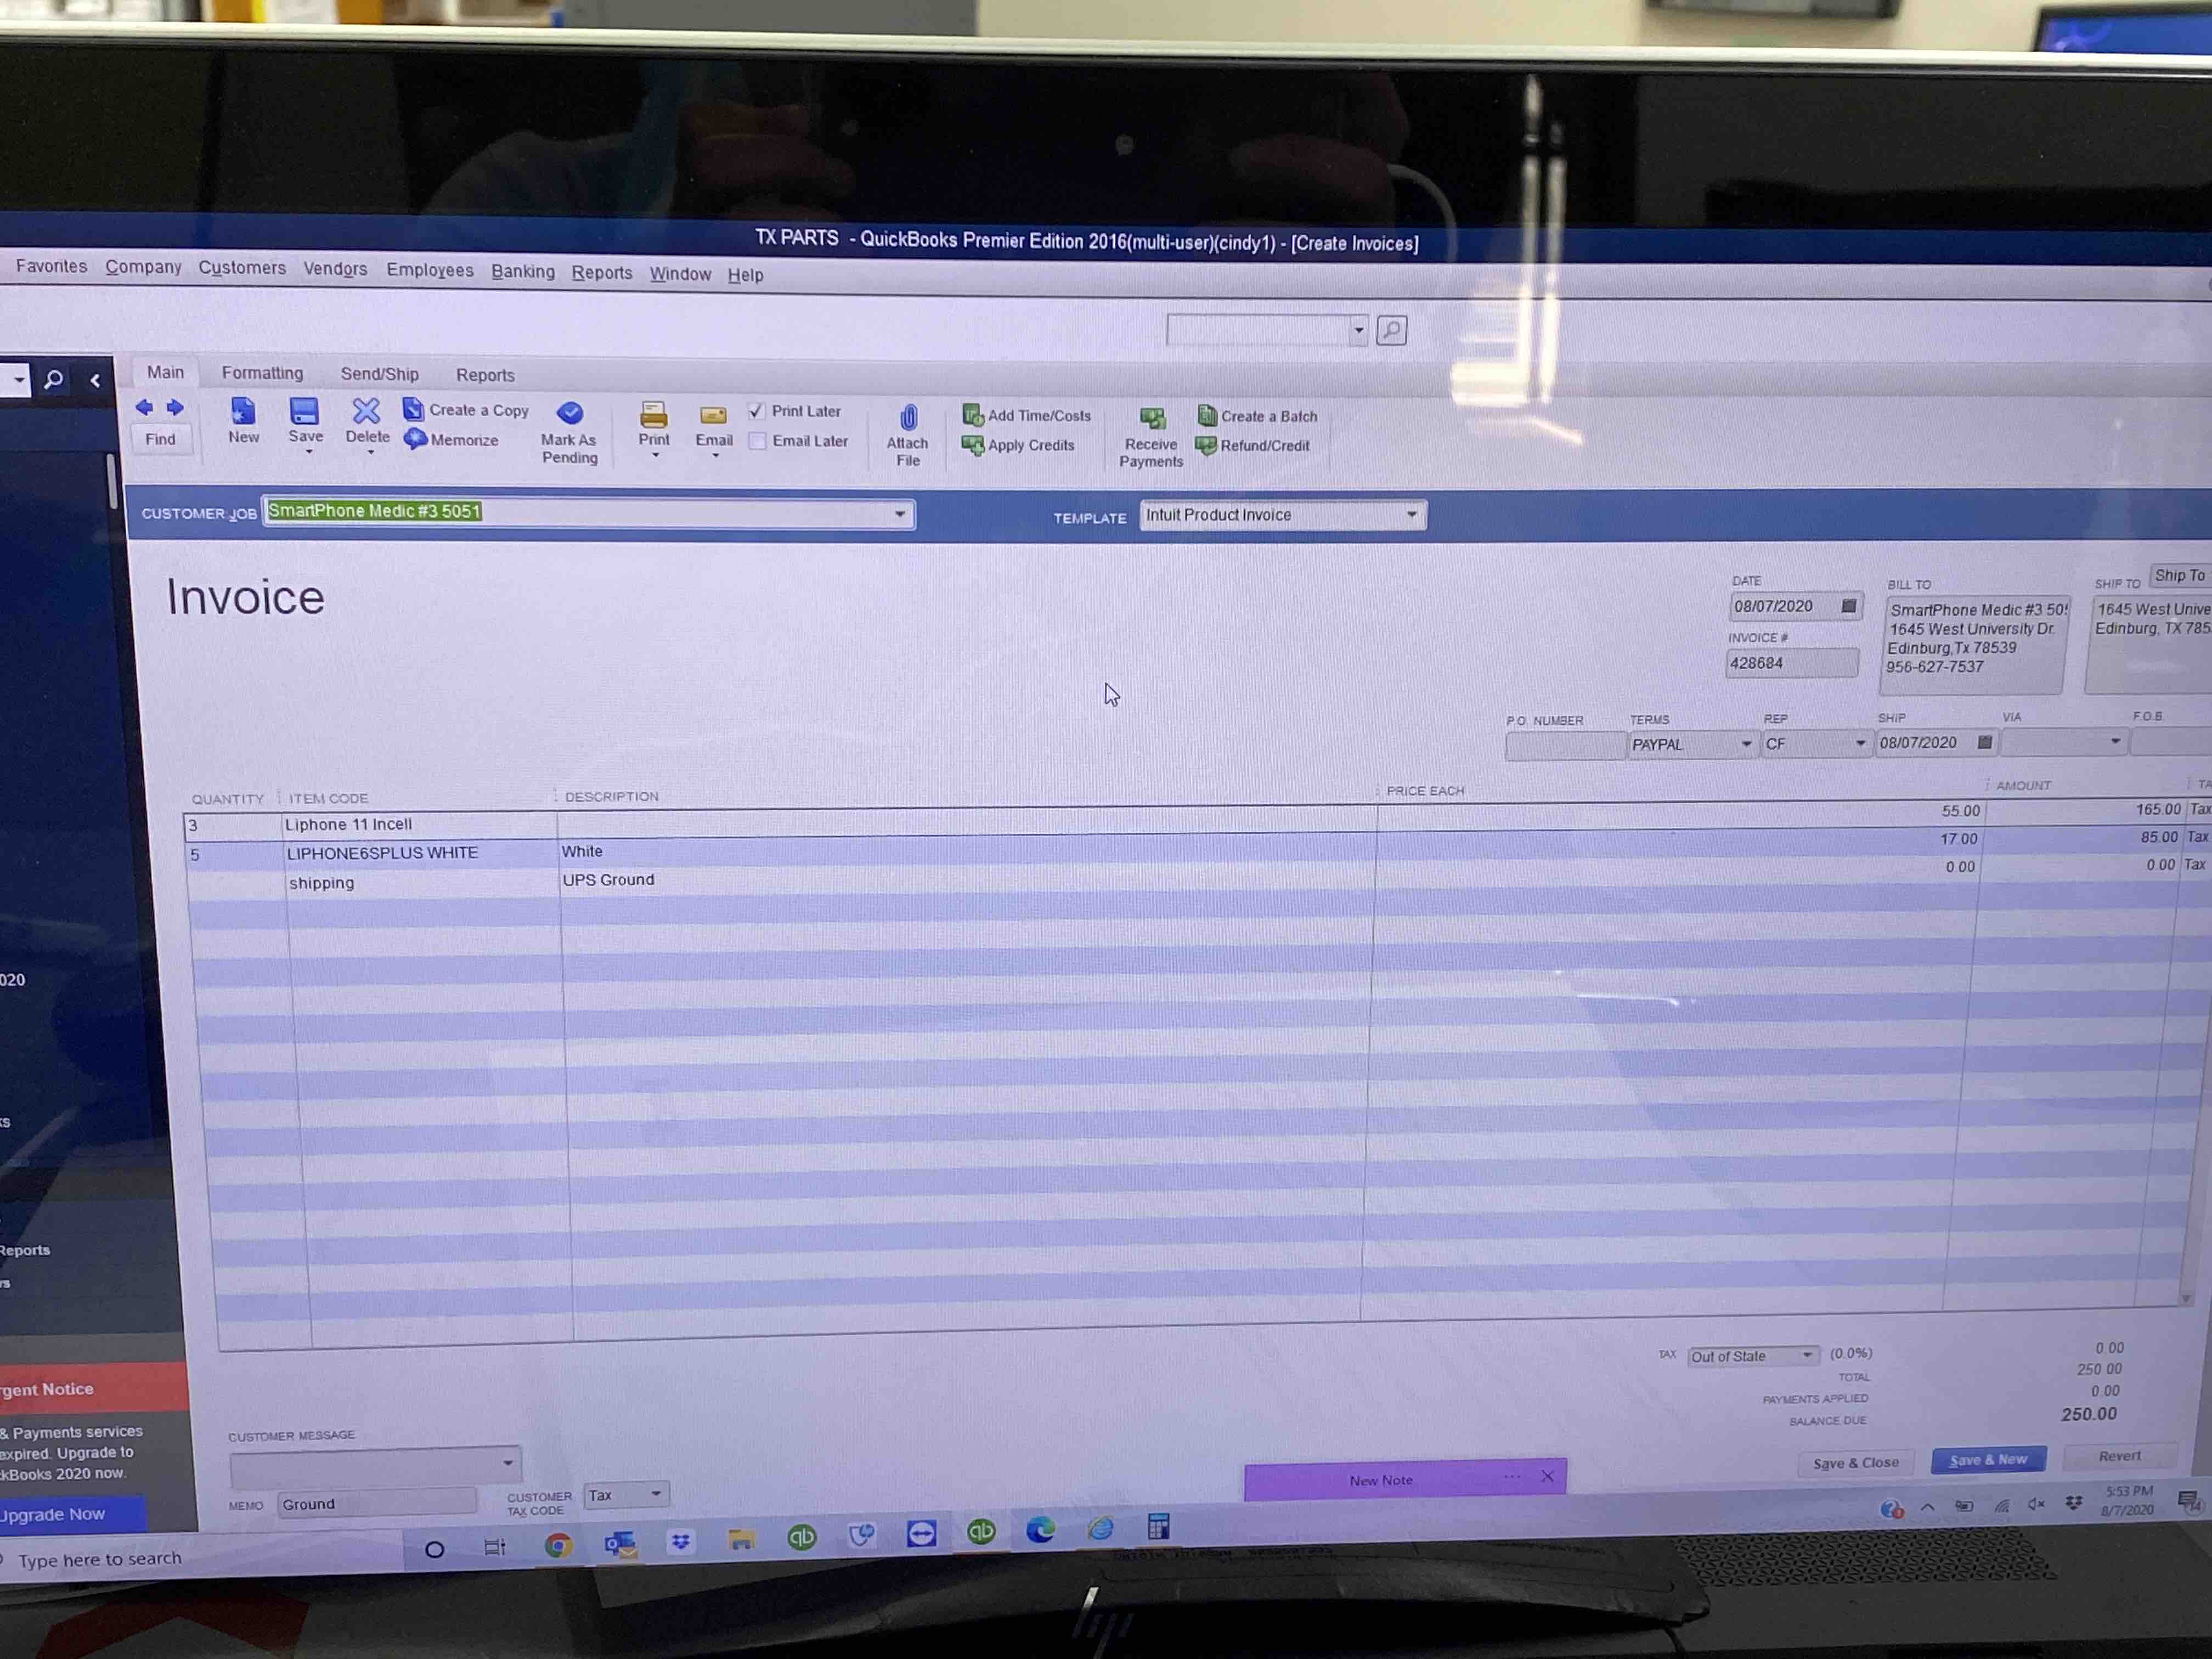 TX PARTS - QuickBooks Premier Edition 2016(multi-user)(cindy1) - [Create Invoices]
Favorites Company Customers Vendors Employees Banking Reports Window Help
Main Formatting Send/Ship Reports
Find
New
Save
Delete
Create a Copy
Memorize
Mark As
Pending
Print
Email
Print Later
Email Later
Attach
File
Add Time/Costs
Apply Credits
Receive
Payments
Create a Batch
Refund/Credit
CUSTOMER:JOB SmartPhone Medic #3 5051
TEMPLATE Intuit Product Invoice
Invoice
DATE
08/07/2020
INVOICE #
428684
BILL TO
SmartPhone Medic #3 505
1645 West University Dr.
Edinburg,Tx 78539
956-627-7537
SHIP TO Ship To
1645 West Unive
Edinburg, TX 785
P.O. NUMBER TERMS REP SHIP VIA F.O.B
PAYPAL CF 08/07/2020
QUANTITY ITEM CODE DESCRIPTION PRICE EACH AMOUNT TA
3 Liphone 11 Incell 55.00 165.00 Tax
5 LIPHONE6SPLUS WHITE White 17.00 85.00 Tax
shipping UPS Ground 0.00 0.00 Tax
TAX Out of State (0.0%) 0.00
TOTAL 250.00
PAYMENTS APPLIED 0.00
BALANCE DUE 250.00
CUSTOMER MESSAGE
MEMO Ground
CUSTOMER
TAX CODE
Tax
Save & Close Save & New Revert
New Note
020
ks
Reports
rs
rgent Notice
& Payments services
expired. Upgrade to
kBooks 2020 now.
Upgrade Now
Type here to search
5:53 PM
8/7/2020
14
hp